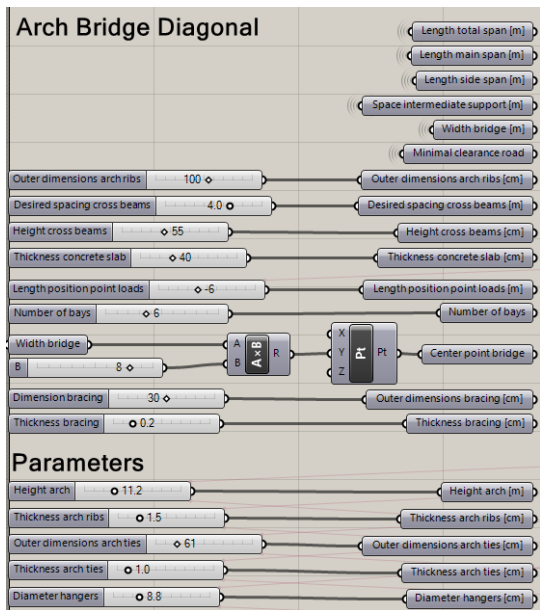 Arch Bridge Diagonal
Length total span [m]
Length main span [m]
Length side span [m]
Space intermediate support [m]
Width bridge [m]
Minimal clearance road
Outer dimensions arch ribs 100 Outer dimensions arch ribs [cm]
Desired spacing cross beams 4.0 Desired spacing cross beams [m]
Height cross beams 55 Height cross beams [cm]
Thickness concrete slab 40 Thickness concrete slab [cm]
Length position point loads -6 Length position point loads [m]
Number of bays 6 Number of bays
Width bridge A B A×B R X Y Z Pt Pt Center point bridge
B 8
Dimension bracing 30 Outer dimensions bracing [cm]
Thickness bracing 0.2 Thickness bracing [cm]
Parameters
Height arch 11.2 Height arch [m]
Thickness arch ribs 1.5 Thickness arch ribs [cm]
Outer dimensions arch ties 61 Outer dimensions arch ties [cm]
Thickness arch ties 1.0 Thickness arch ties [cm]
Diameter hangers 8.8 Diameter hangers [cm]